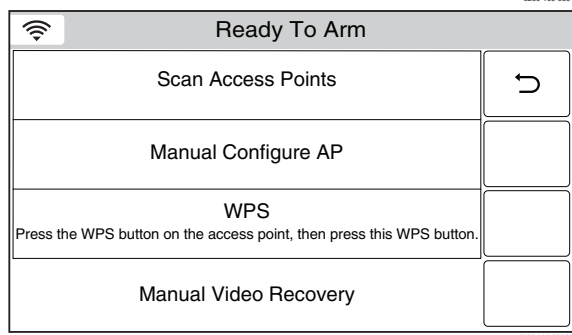 Ready To Arm
Scan Access Points
Manual Configure AP
WPS
Press the WPS button on the access point, then press this WPS button.
Manual Video Recovery